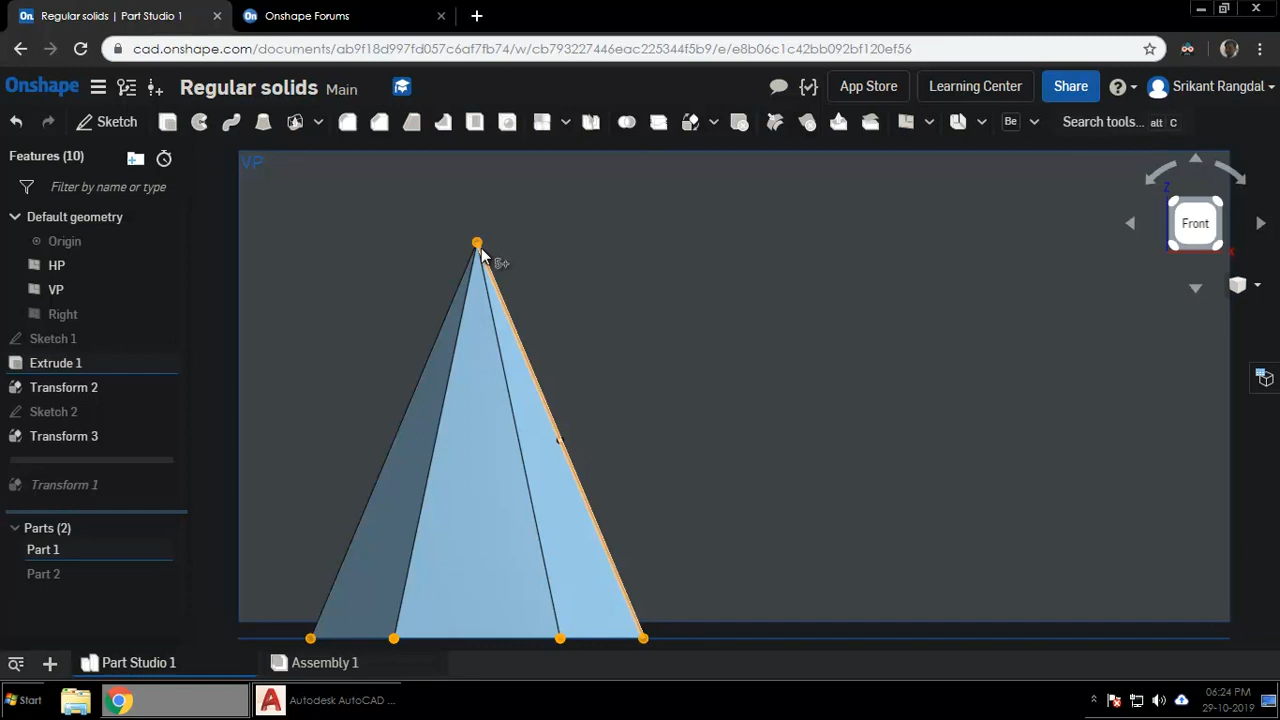 Regular solids | Part Studio 1
Onshape Forums
cad.onshape.com/documents/ab9f18d997fd057c6af7fb74/w/cb793227446eac225344f5b9/e/e8b06c1c42bb092bf120ef56
Onshape
Regular solids Main
App Store
Learning Center
Share
Srikant Rangdal
Sketch
Be
Search tools... alt C
Features (10)
Filter by name or type
Default geometry
Origin
HP
VP
Right
Sketch 1
Extrude 1
Transform 2
Sketch 2
Transform 3
Transform 1
Parts (2)
Part 1
Part 2
VP
5+
Z
Front
X
Part Studio 1
Assembly 1
Start
Autodesk AutoCAD ...
06:24 PM
29-10-2019